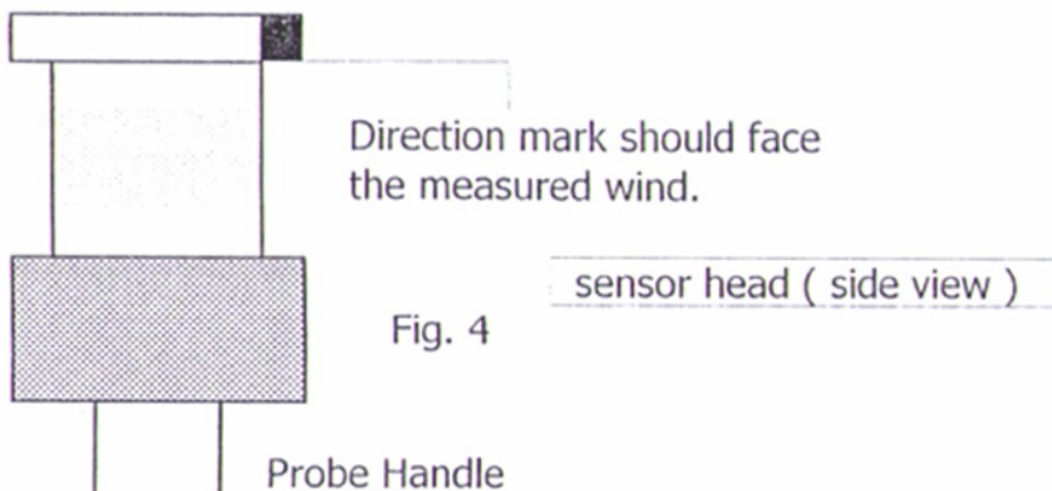 Direction mark should face
the measured wind.
sensor head ( side view )
Fig. 4
Probe Handle